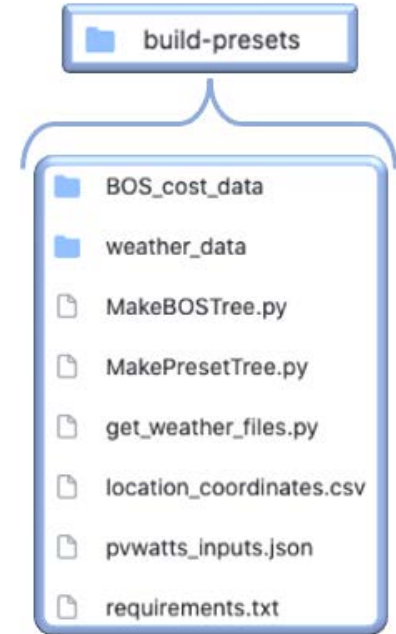 build-presets
BOS_cost_data
weather_data
MakeBOSTree.py
MakePresetTree.py
get_weather_files.py
location_coordinates.csv
pvwatts_inputs.json
requirements.txt